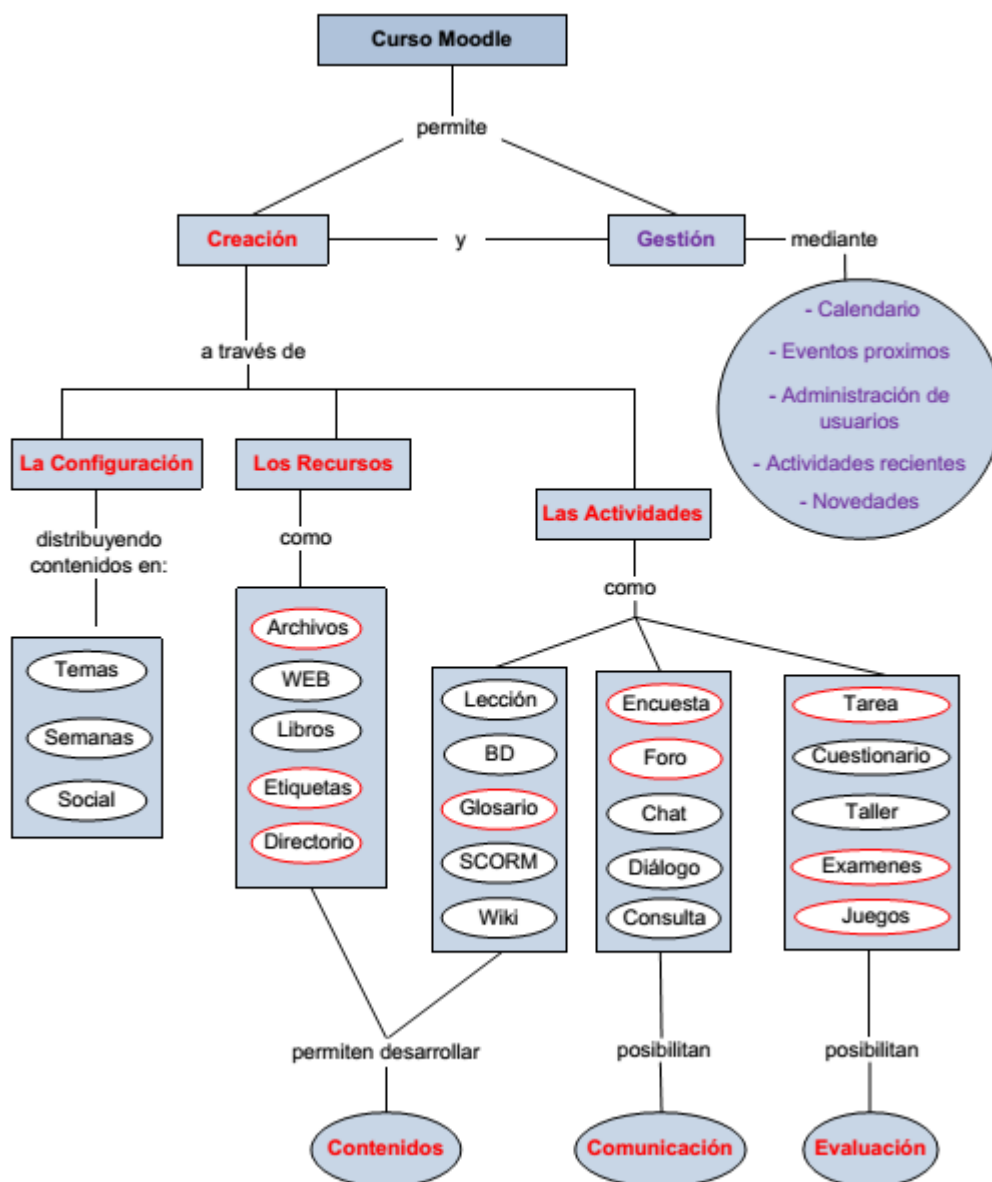 Curso Moodle
permite
Creación
y
Gestión
mediante
- Calendario
- Eventos proximos
- Administración de
usuarios
- Actividades recientes
- Novedades
a través de
La Configuración
Los Recursos
Las Actividades
distribuyendo
contenidos en:
como
como
Temas
Semanas
Social
Archivos
WEB
Libros
Etiquetas
Directorio
Lección
BD
Glosario
SCORM
Wiki
Encuesta
Foro
Chat
Diálogo
Consulta
Tarea
Cuestionario
Taller
Examenes
Juegos
permiten desarrollar
posibilitan
posibilitan
Contenidos
Comunicación
Evaluación